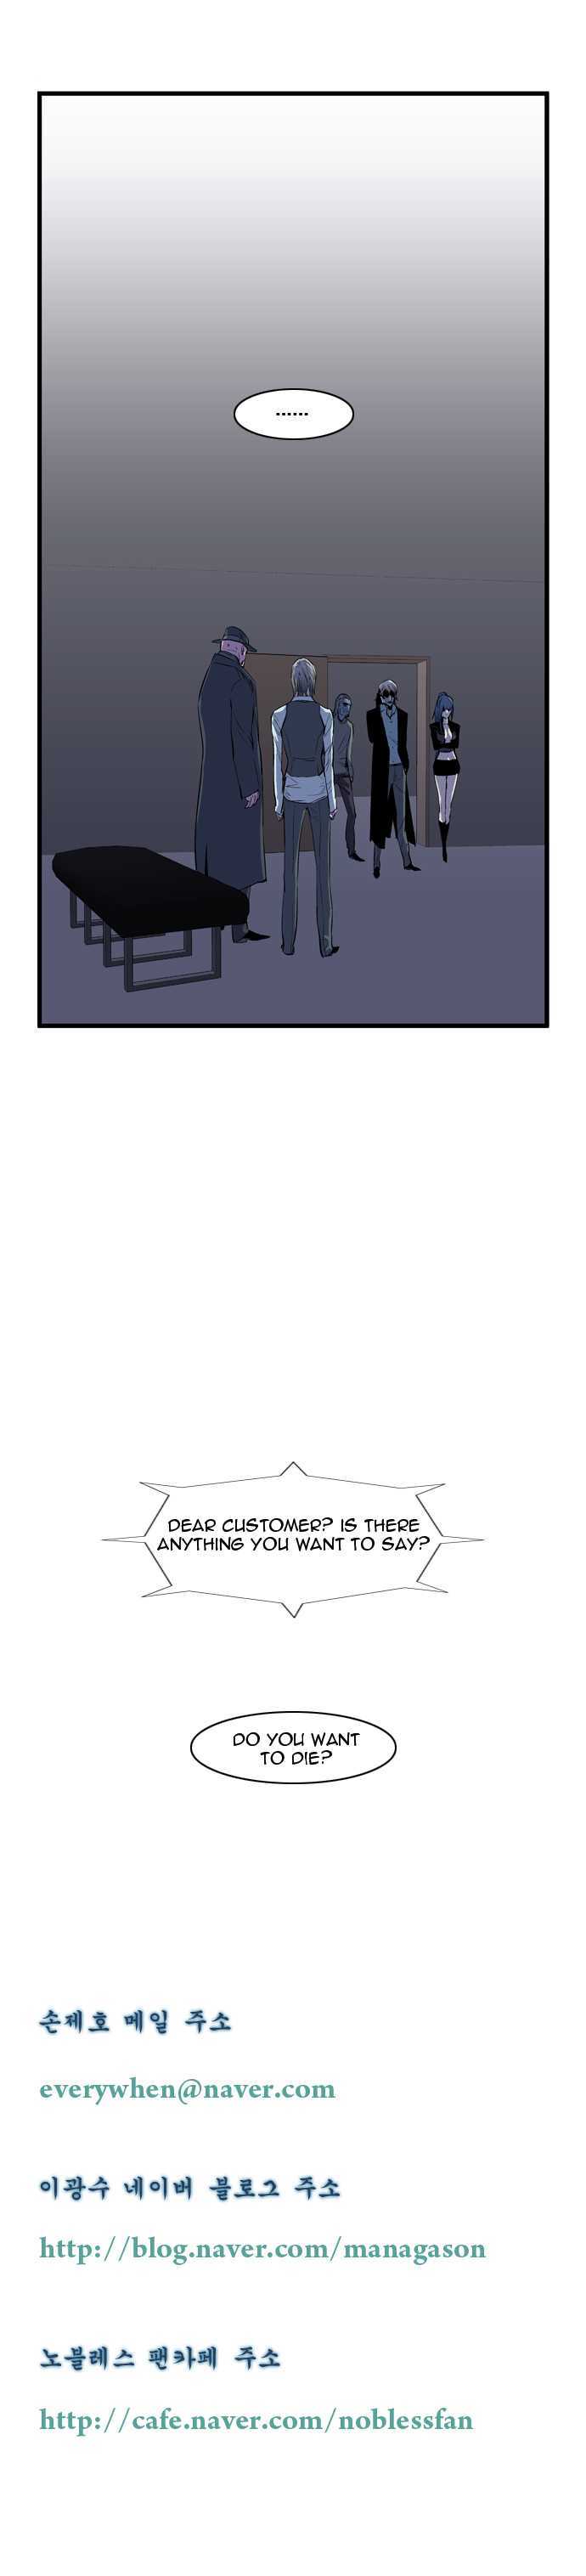 ......
DEAR CUSTOMER? IS THERE
ANYTHING YOU WANT TO SAY?
DO YOU WANT
TO DIE?
손제호 메일 주소
everywhen@naver.com
이광수 네이버 블로그 주소
http://blog.naver.com/managason
노블레스 팬카페 주소
http://cafe.naver.com/noblessfan